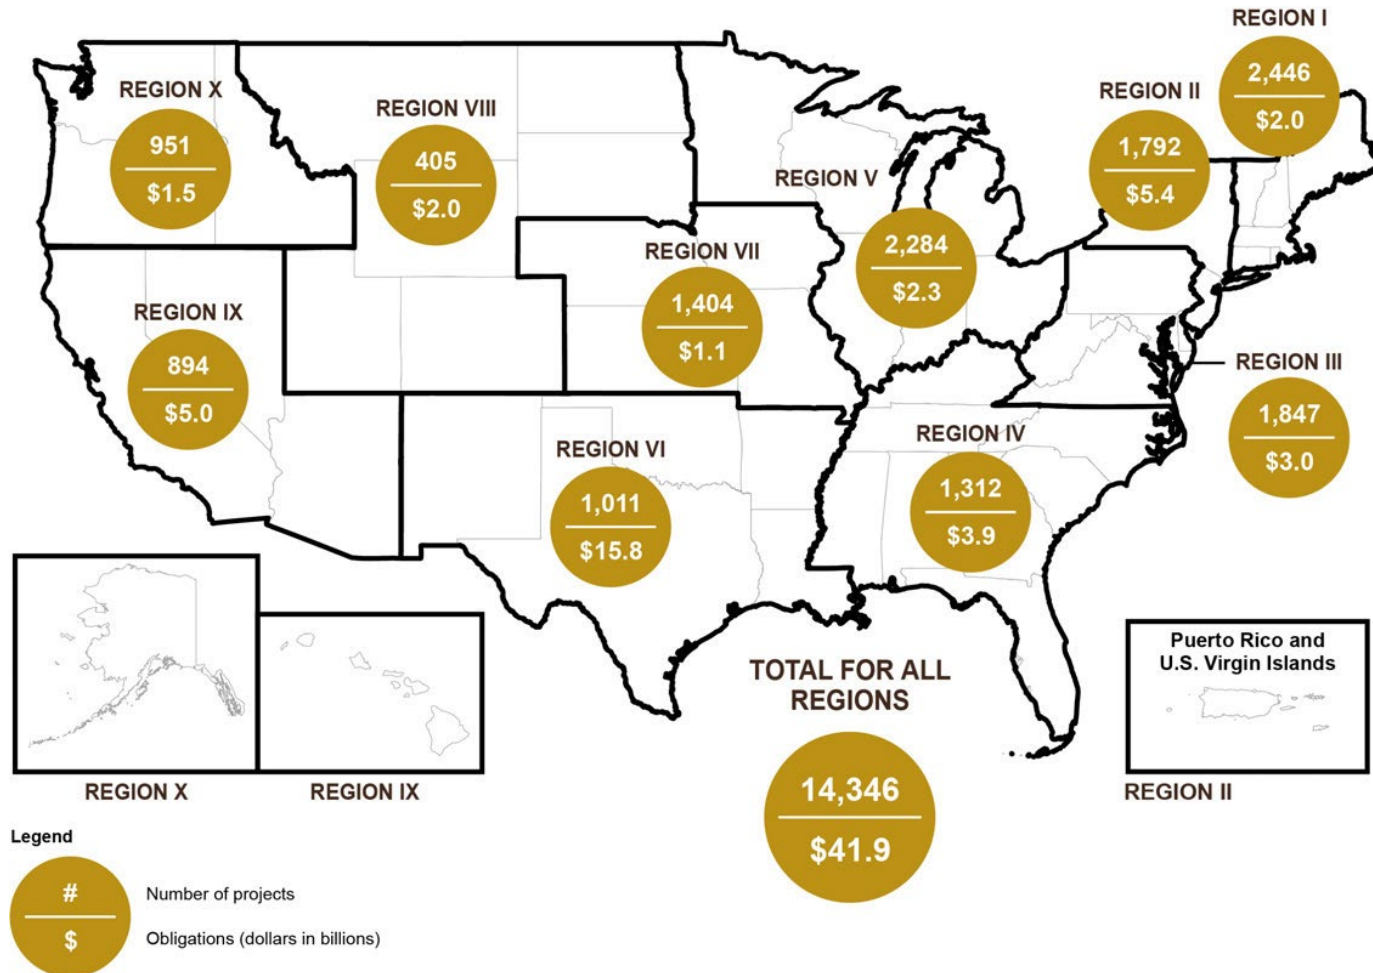 REGION I
2,446
$2.0
REGION II
1,792
$5.4
REGION X
951
$1.5
REGION VIII
405
$2.0
REGION V
2,284
$2.3
REGION VII
1,404
$1.1
REGION IX
894
$5.0
REGION III
1,847
$3.0
REGION IV
1,312
$3.9
REGION VI
1,011
$15.8
Puerto Rico and
U.S. Virgin Islands
REGION II
TOTAL FOR ALL
REGIONS
14,346
$41.9
REGION X
REGION IX
Legend
#
Number of projects
$
Obligations (dollars in billions)